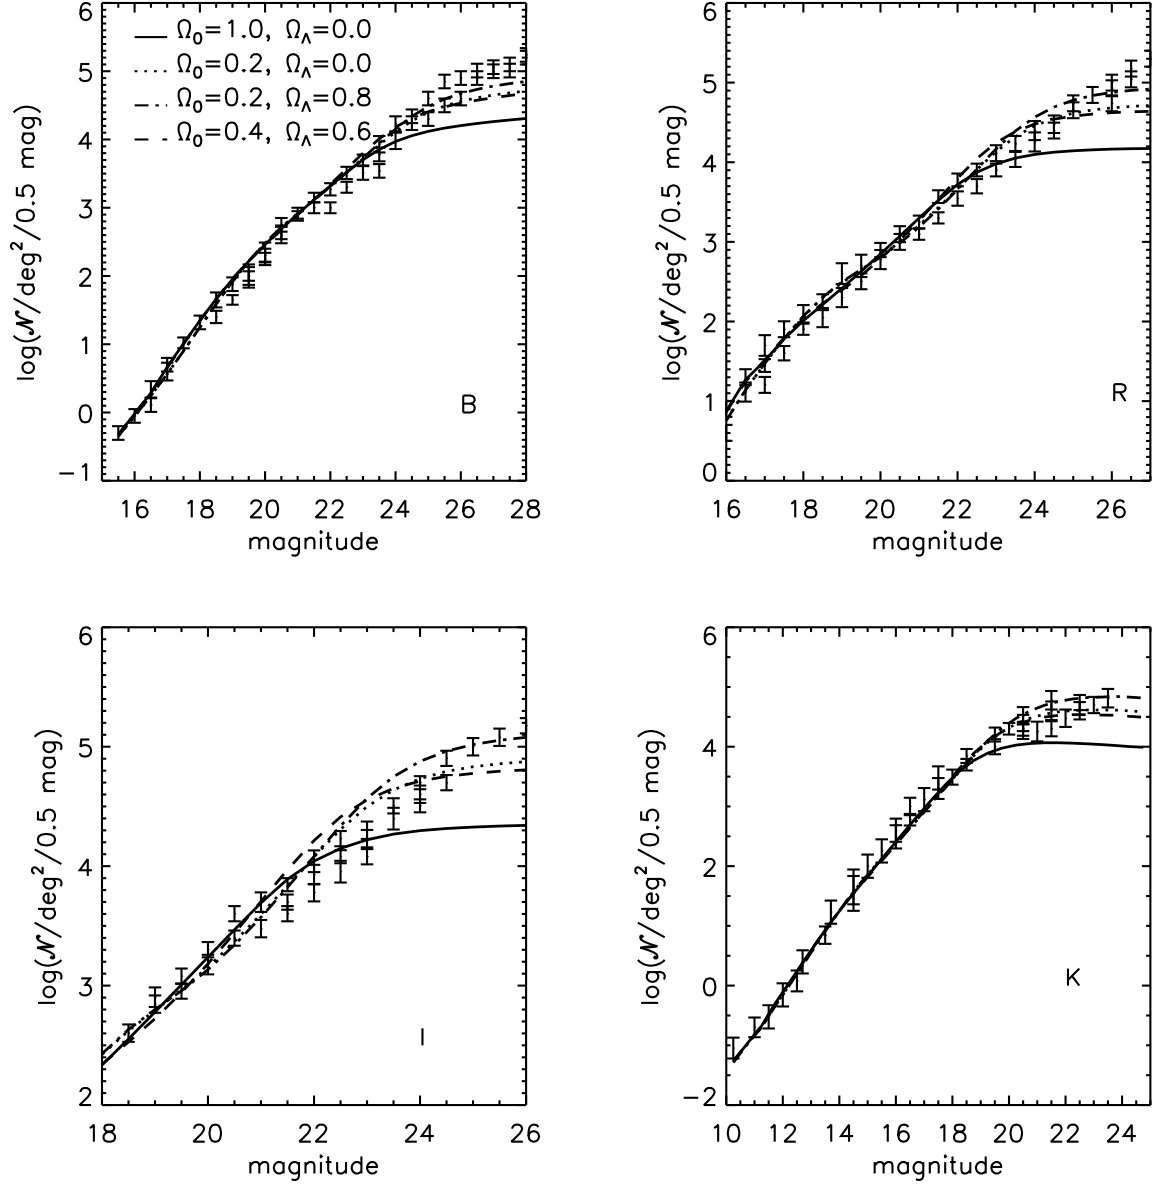 Ω₀=1.0, Ω_Λ=0.0
Ω₀=0.2, Ω_Λ=0.0
Ω₀=0.2, Ω_Λ=0.8
Ω₀=0.4, Ω_Λ=0.6
6
5
4
3
2
1
0
−1
log(𝒩/deg²/0.5 mag)
B
16 18 20 22 24 26 28
magnitude
6
5
4
3
2
1
0
log(𝒩/deg²/0.5 mag)
R
16 18 20 22 24 26
magnitude
6
5
4
3
2
log(𝒩/deg²/0.5 mag)
I
18 20 22 24 26
magnitude
6
4
2
0
−2
log(𝒩/deg²/0.5 mag)
K
10 12 14 16 18 20 22 24
magnitude